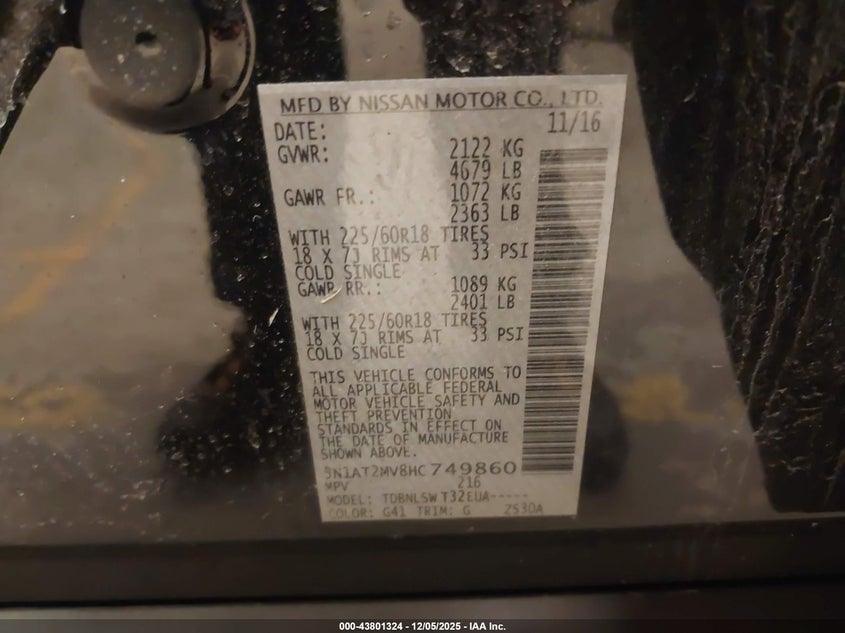 MFD BY NISSAN MOTOR CO., LTD.
DATE: 11/16
GVWR: 2122 KG
4679 LB
GAWR FR.: 1072 KG
2363 LB
WITH 225/60R18 TIRES
18 X 7J RIMS AT 33 PSI
COLD SINGLE
GAWR RR.: 1089 KG
2401 LB
WITH 225/60R18 TIRES
18 X 7J RIMS AT 33 PSI
COLD SINGLE
THIS VEHICLE CONFORMS TO
ALL APPLICABLE FEDERAL
MOTOR VEHICLE SAFETY AND
THEFT PREVENTION
STANDARDS IN EFFECT ON
THE DATE OF MANUFACTURE
SHOWN ABOVE.
5N1AT2MV8HC749860
MPV 216
MODEL: TDBNLSW T32EUA-----
COLOR: G41 TRIM: G 2S30A
000-43801324 - 12/05/2025 - IAA Inc.